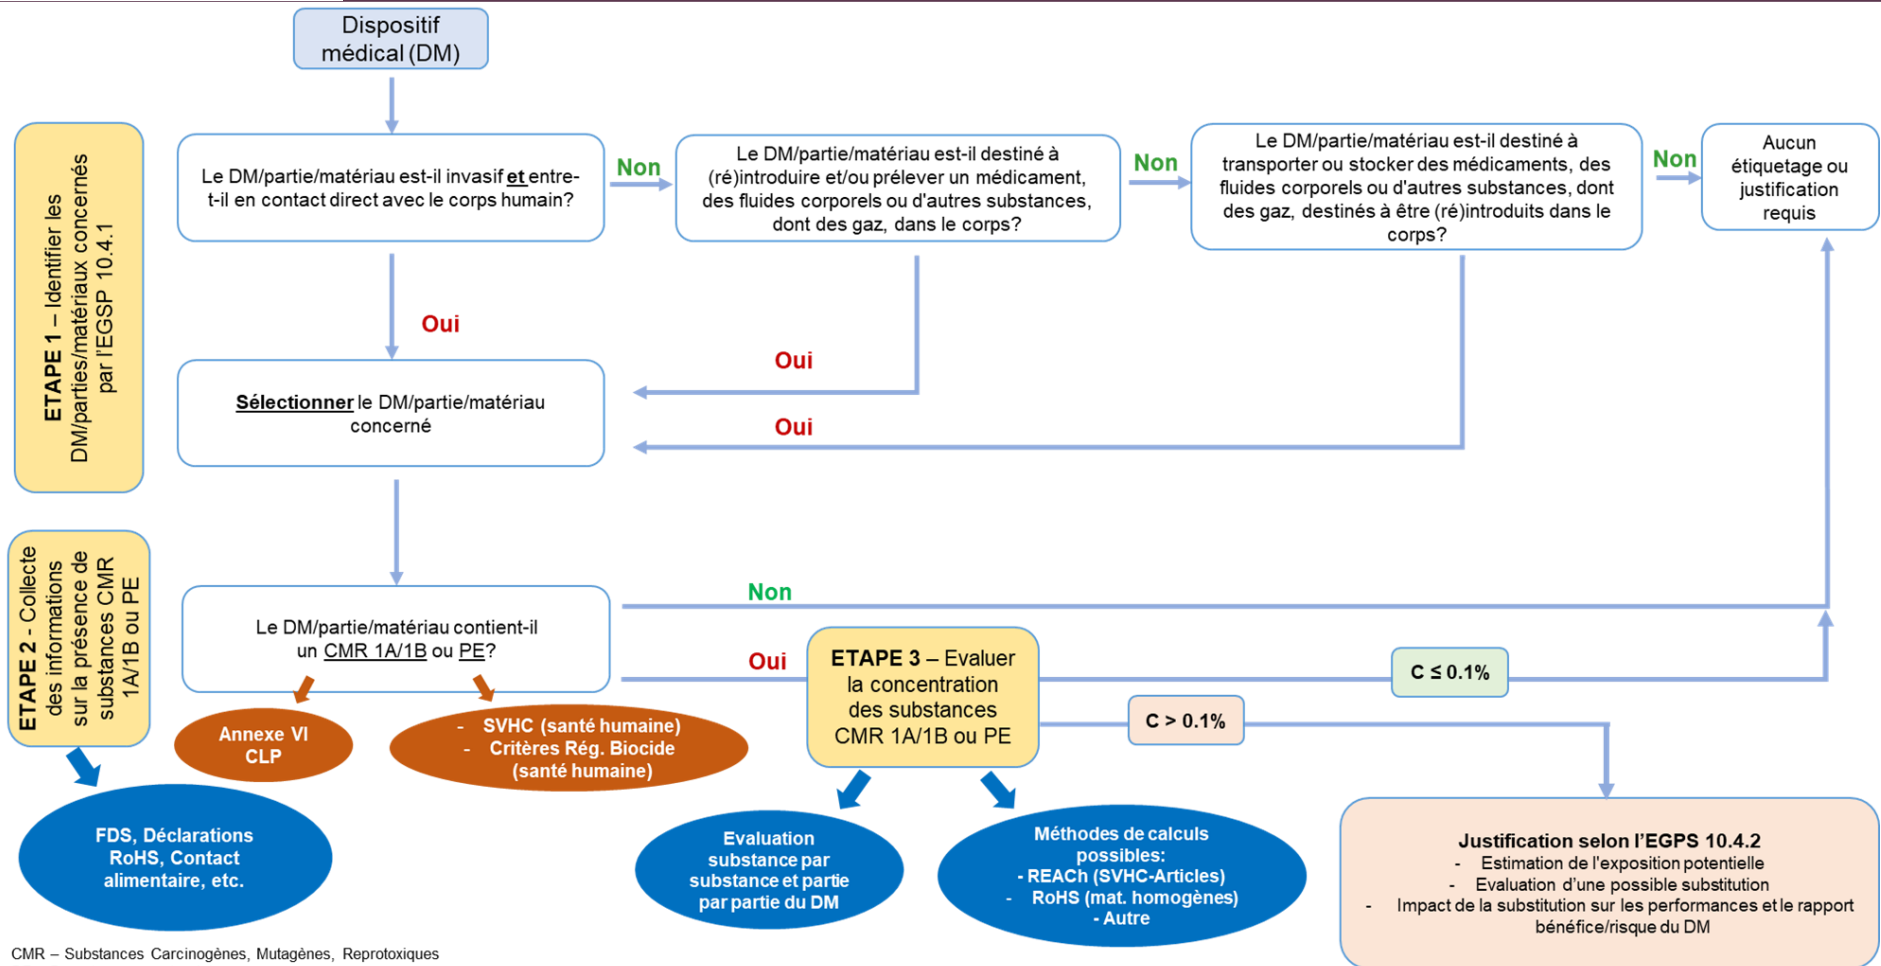 Dispositif
médical (DM)
ETAPE 1 – Identifier les
DM/parties/matériaux concernés
par l'EGSP 10.4.1
Le DM/partie/matériau est-il invasif et entre-
t-il en contact direct avec le corps humain?
Non
Le DM/partie/matériau est-il destiné à
(ré)introduire et/ou prélever un médicament,
des fluides corporels ou d'autres substances,
dont des gaz, dans le corps?
Non
Le DM/partie/matériau est-il destiné à
transporter ou stocker des médicaments, des
fluides corporels ou d'autres substances, dont
des gaz, destinés à être (ré)introduits dans le
corps?
Non
Aucun
étiquetage ou
justification
requis
Oui
Oui
Oui
Sélectionner le DM/partie/matériau
concerné
ETAPE 2 - Collecte
des informations
sur la présence de
substances CMR
1A/1B ou PE
Le DM/partie/matériau contient-il
un CMR 1A/1B ou PE?
Non
Oui
ETAPE 3 – Evaluer
la concentration
des substances
CMR 1A/1B ou PE
C ≤ 0.1%
C > 0.1%
Annexe VI
CLP
- SVHC (santé humaine)
- Critères Rég. Biocide
(santé humaine)
FDS, Déclarations
RoHS, Contact
alimentaire, etc.
Evaluation
substance par
substance et partie
par partie du DM
Méthodes de calculs
possibles:
- REACh (SVHC-Articles)
- RoHS (mat. homogènes)
- Autre
Justification selon l'EGPS 10.4.2
- Estimation de l'exposition potentielle
- Evaluation d'une possible substitution
- Impact de la substitution sur les performances et le rapport
bénéfice/risque du DM
CMR – Substances Carcinogènes, Mutagènes, Reprotoxiques